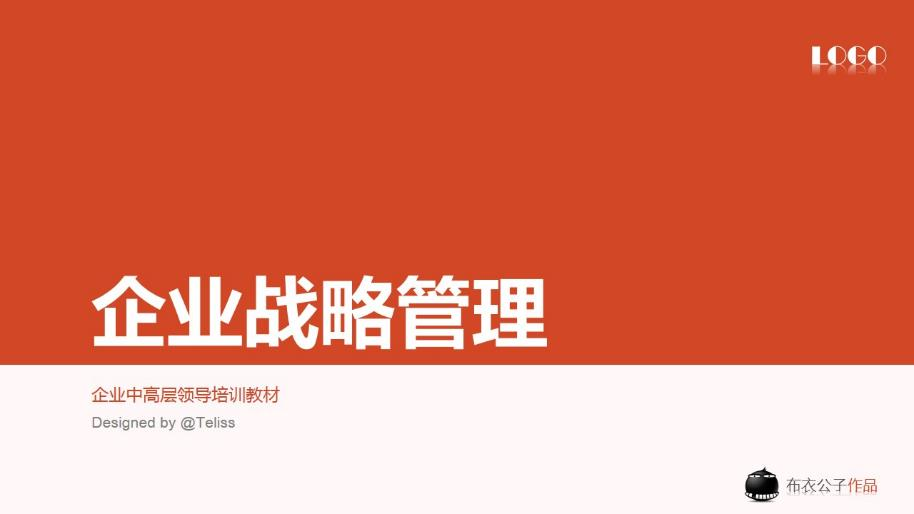 LOGO
企业战略管理
企业中高层领导培训教材
Designed by @Teliss
布衣公子作品